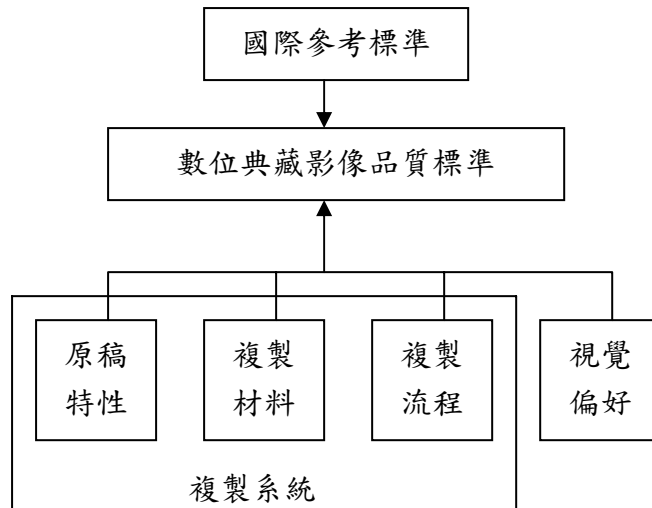 國際參考標準
數位典藏影像品質標準
原稿
特性
複製
材料
複製
流程
視覺
偏好
複製系統